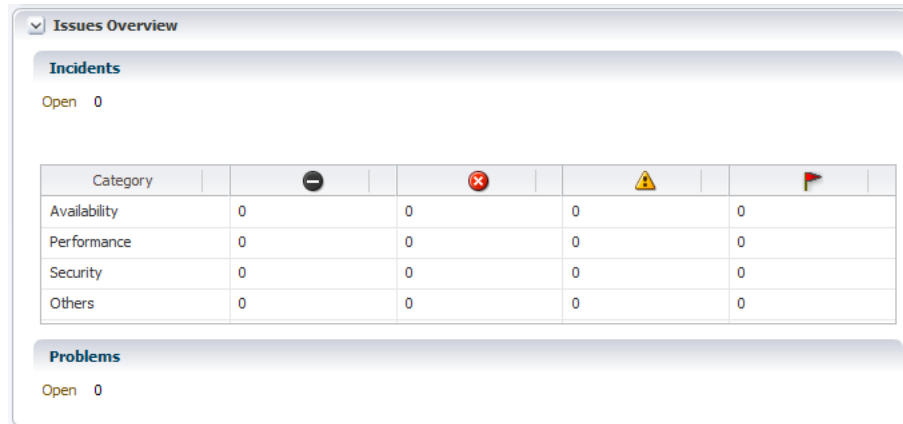 Issues Overview
Incidents
Open 0
Category
Availability 0 0 0 0
Performance 0 0 0 0
Security 0 0 0 0
Others 0 0 0 0
Problems
Open 0